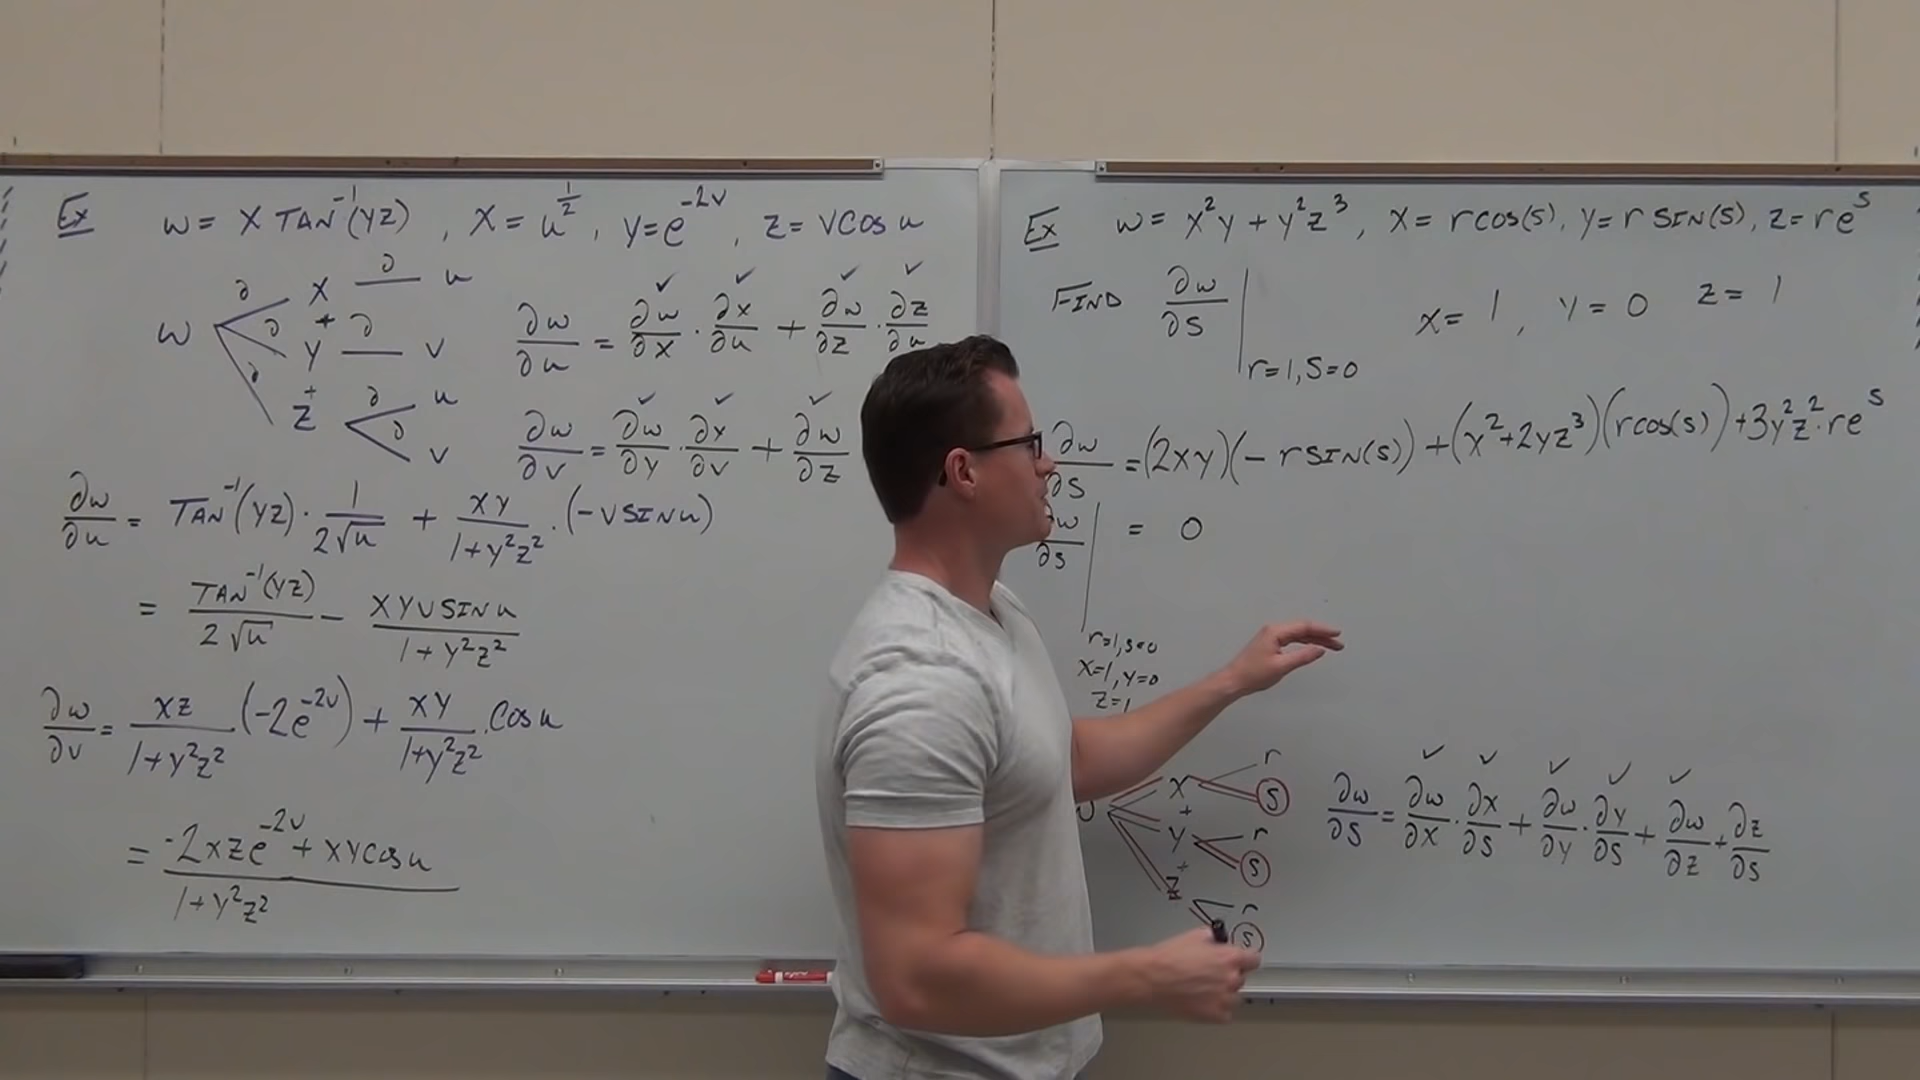 Ex w = x TAN⁻¹(yz) , x = u^(1/2) , y = e^(-2v) , z = v cos u
w
∂ x ∂ u
+
∂ y ∂ v
+
∂ z ∂ u
∂ v
∂w/∂u = ∂w/∂x · ∂x/∂u + ∂w/∂z · ∂z/∂u
✓ ✓ ✓ ✓
∂w/∂v = ∂w/∂y · ∂x/∂v + ∂w/∂z
✓ ✓ ✓
∂w/∂u = TAN⁻¹(yz) · 1/(2√u) + xy/(1+y²z²) · (-v SIN u)
= TAN⁻¹(yz)/(2√u) - xyv SIN u/(1+y²z²)
∂w/∂v = xz/(1+y²z²) (-2e^(-2v)) + xy/(1+y²z²) · cos u
= (-2xze^(-2v) + xy cos u)/(1+y²z²)
Ex w = x²y + y²z³ , x = r cos(s), y = r SIN(s), z = re^s
FIND ∂w/∂s | r=1, s=0 x = 1 , y = 0 z = 1
∂w/∂s = (2xy)(-r SIN(s)) + (x²+2yz³)(r cos(s)) + 3y²z² · re^s
∂w/∂s | = 0
r=1, s=0
x=1, y=0
z=1
x r
s
+
y r
s
+
z r
s
✓ ✓ ✓ ✓ ✓
∂w/∂s = ∂w/∂x · ∂x/∂s + ∂w/∂y · ∂y/∂s + ∂w/∂z + ∂z/∂s